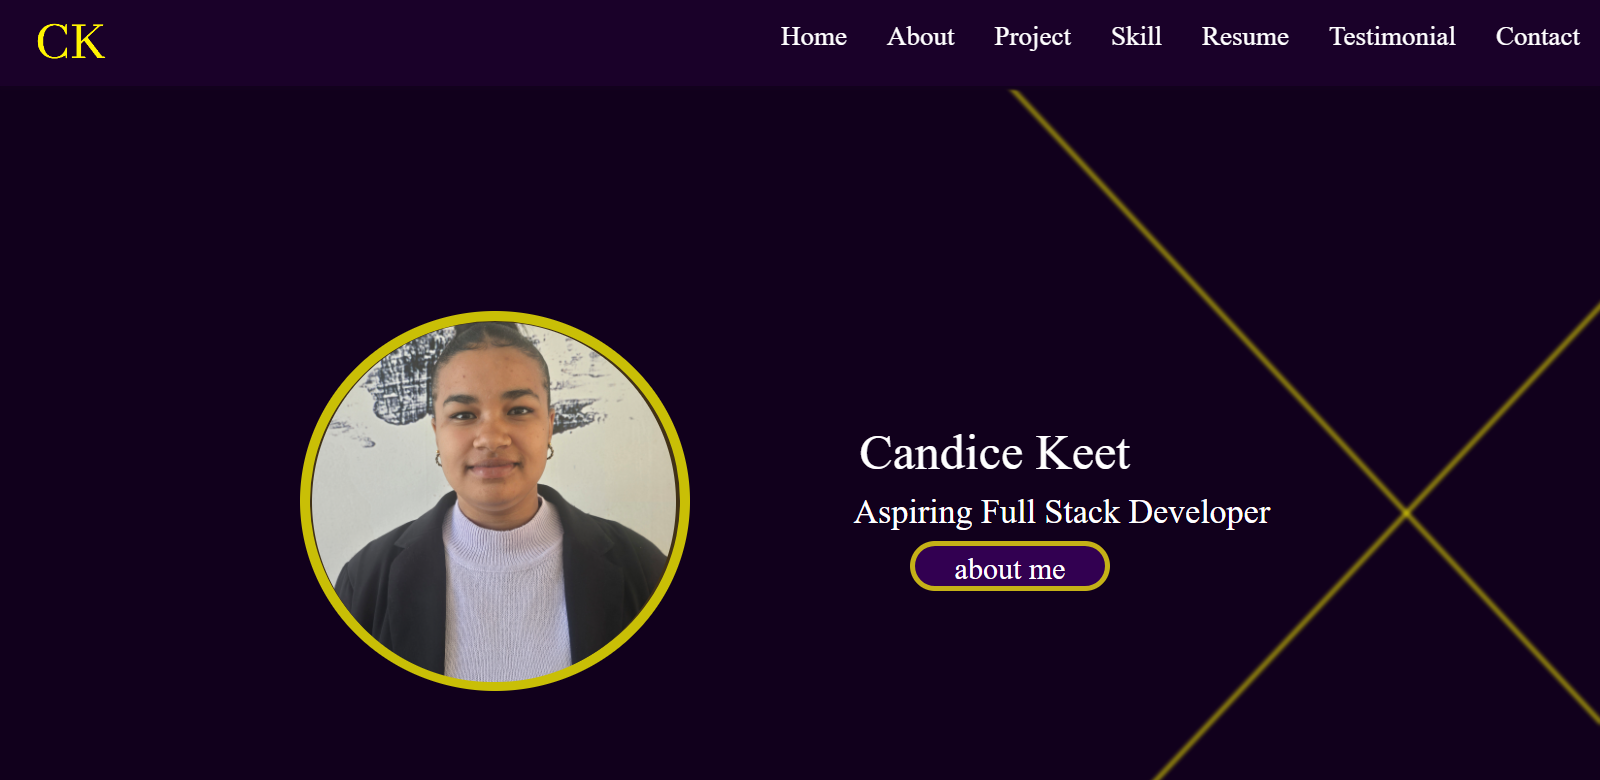 CK
Home About Project Skill Resume Testimonial Contact
Candice Keet
Aspiring Full Stack Developer
about me